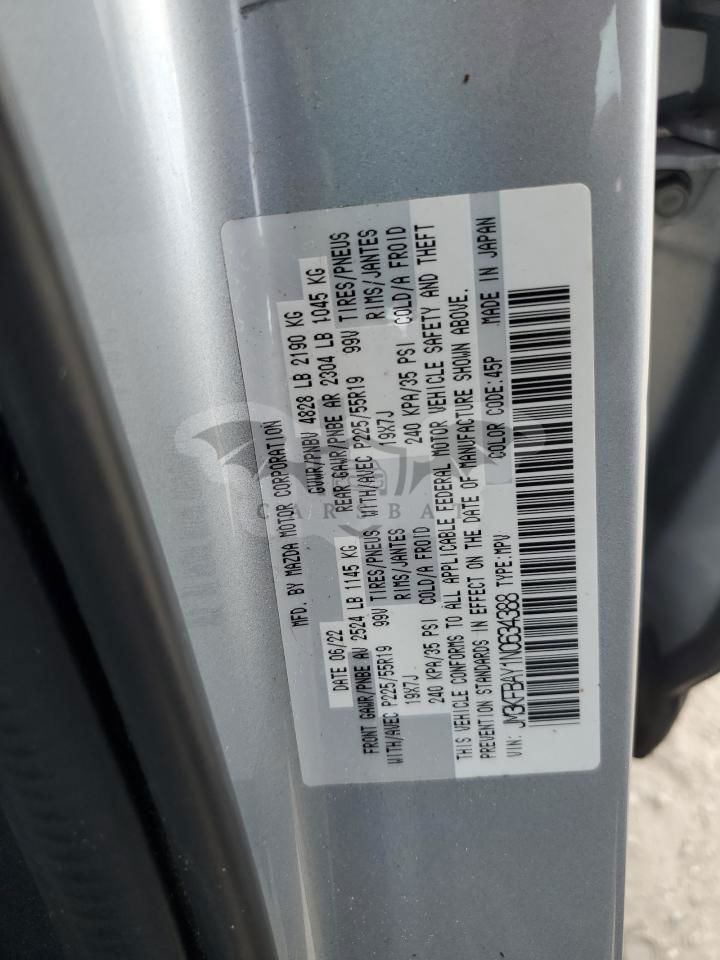 MFD. BY MAZDA MOTOR CORPORATION
DATE 06/22 GVWR/PNBV 4828 LB 2190 KG
FRONT GAWR/PNBE AV 2524 LB 1145 KG REAR GAWR/PNBE AR 2304 LB 1045 KG
WITH/AVEC P225/55R19 99V TIRES/PNEUS WITH/AVEC P225/55R19 99V TIRES/PNEUS
19X7J RIMS/JANTES 19X7J RIMS/JANTES
240 KPA/35 PSI COLD/A FROID 240 KPA/35 PSI COLD/A FROID
THIS VEHICLE CONFORMS TO ALL APPLICABLE FEDERAL MOTOR VEHICLE SAFETY AND THEFT
PREVENTION STANDARDS IN EFFECT ON THE DATE OF MANUFACTURE SHOWN ABOVE.
VIN: JM3KFBAY1N0634388 TYPE:MPV COLOR CODE:45P MADE IN JAPAN
CARSBAT